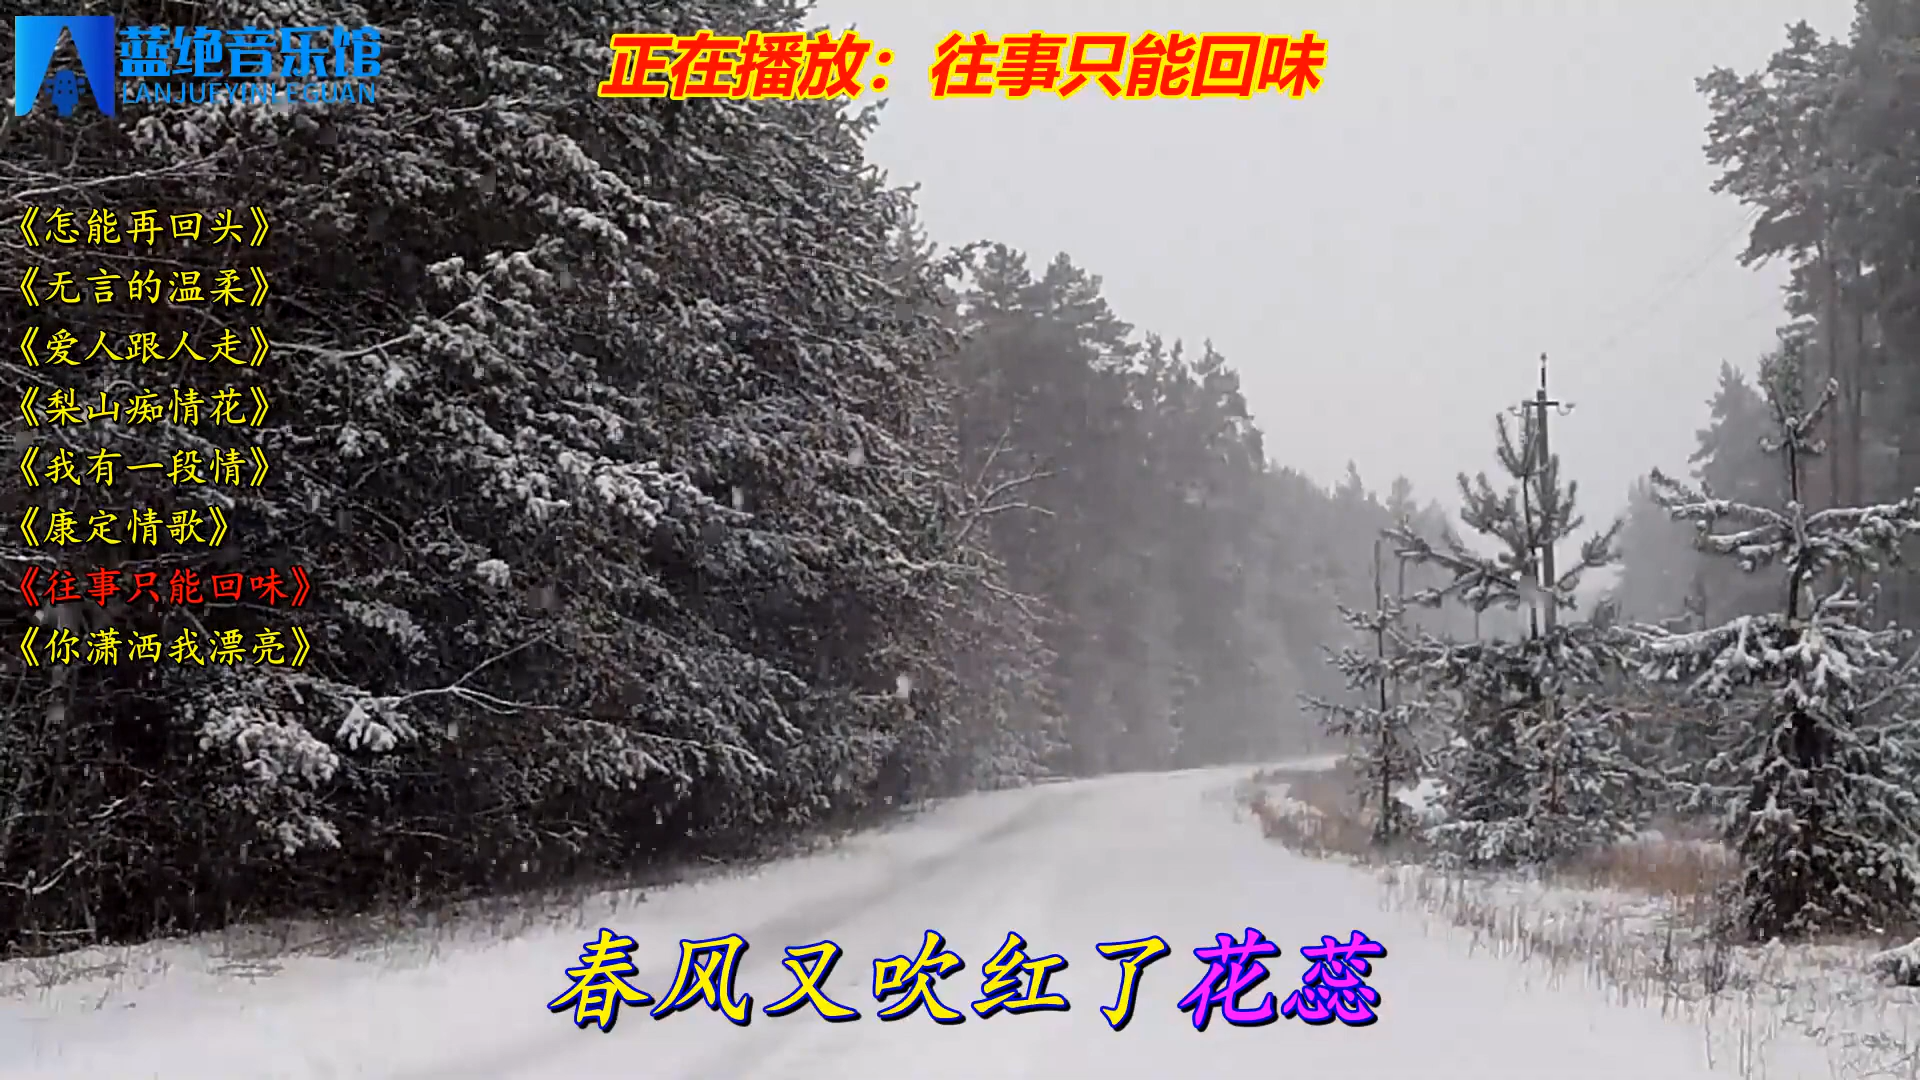 蓝绝音乐馆
LANJUEYINLEGUAN
正在播放：往事只能回味
《怎能再回头》
《无言的温柔》
《爱人跟人走》
《梨山痴情花》
《我有一段情》
《康定情歌》
《往事只能回味》
《你潇洒我漂亮》
春风又吹红了花蕊